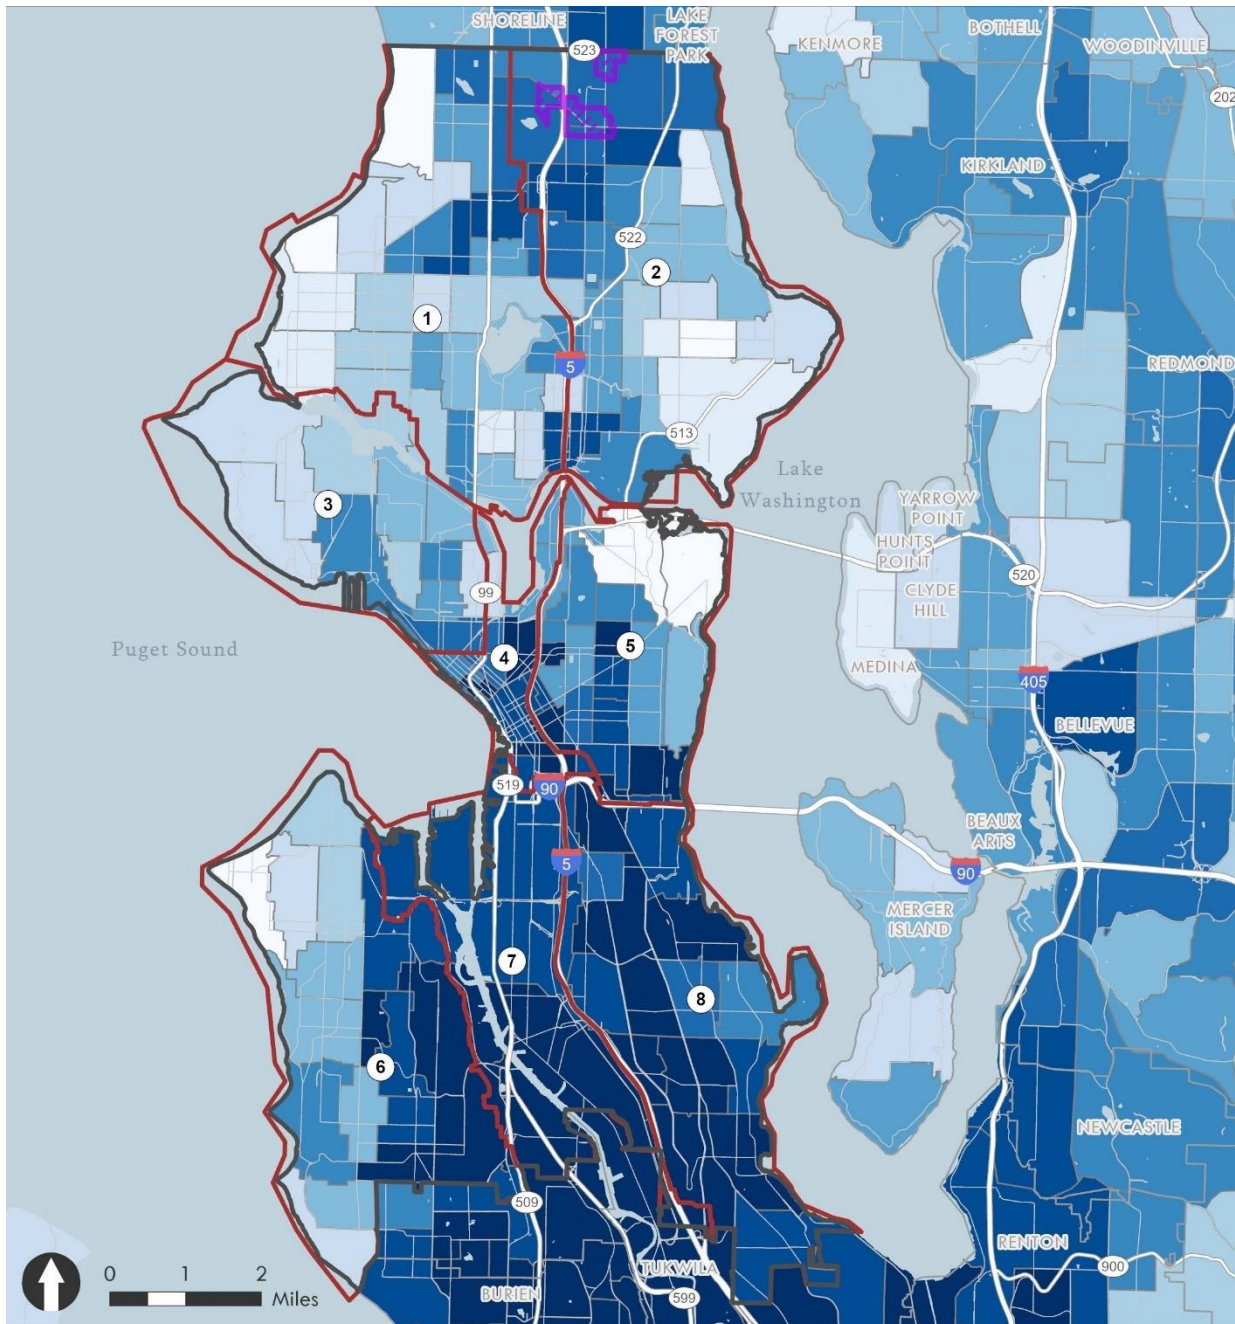 SHORELINE
LAKE
FOREST
PARK
523
KENMORE
BOTHELL
WOODINVILLE
202
KIRKLAND
522
2
1
5
REDMOND
513
Lake
Washington
3
YARROW
POINT
HUNTS
POINT
520
CLYDE
HILL
99
Puget Sound
4
5
MEDINA
405
BELLEVUE
519
90
BEAUX
ARTS
5
90
MERCER
ISLAND
7
8
6
NEWCASTLE
509
RENTON
900
TUKWILA
BURIEN
599
0 1 2
Miles